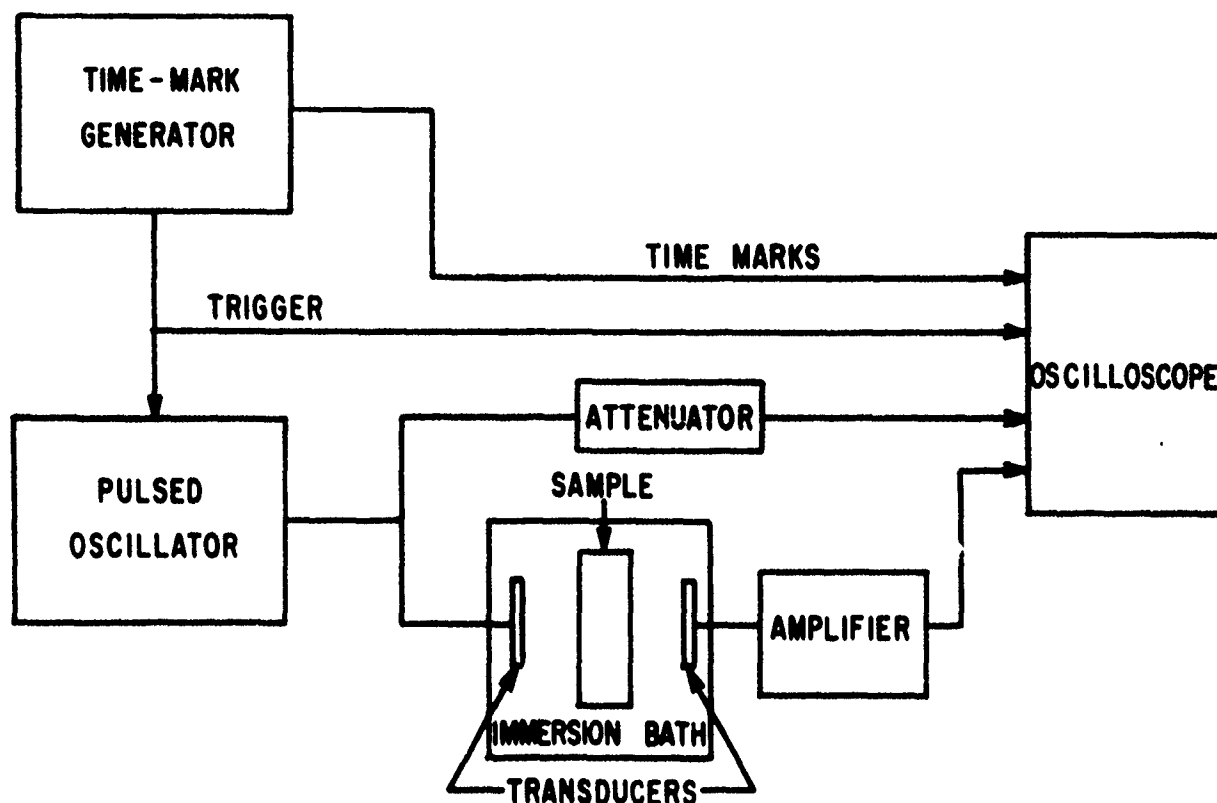 TIME-MARK
GENERATOR
TIME MARKS
TRIGGER
OSCILLOSCOPE
ATTENUATOR
PULSED
OSCILLATOR
SAMPLE
AMPLIFIER
IMMERSION BATH
TRANSDUCERS